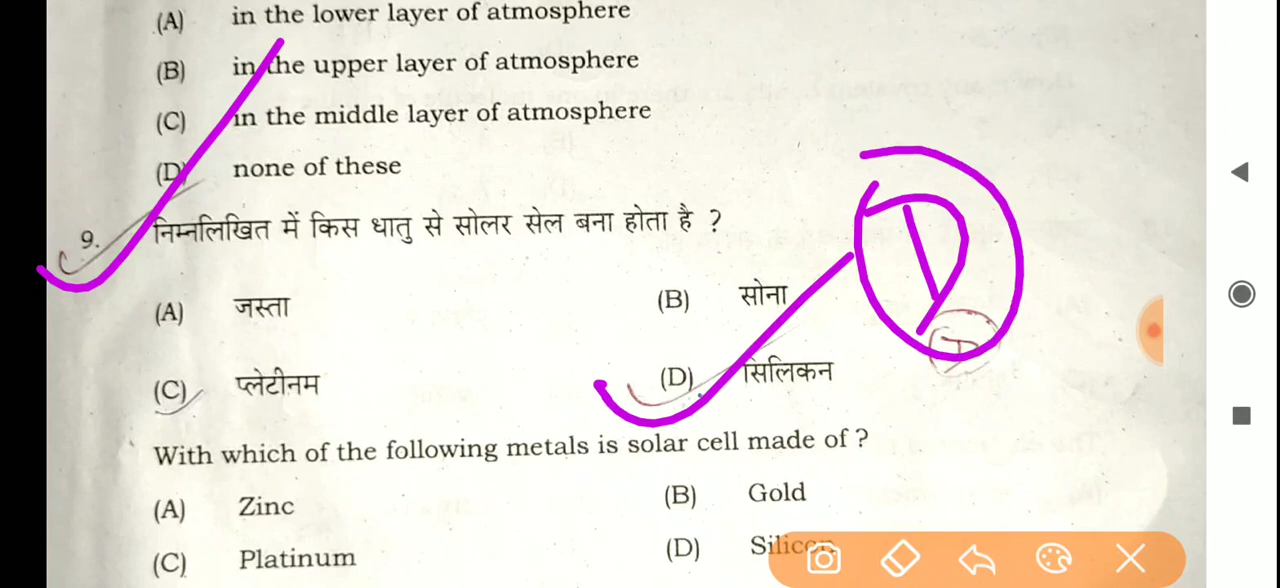 (A) in the lower layer of atmosphere
(B) in the upper layer of atmosphere
(C) in the middle layer of atmosphere
(D) none of these
9. निम्नलिखित में किस धातु से सोलर सेल बना होता है ?
D
(A) जस्ता (B) सोना
D
(C) प्लेटीनम (D) सिलिकन
With which of the following metals is solar cell made of ?
(A) Zinc (B) Gold
(C) Platinum (D) Silicon